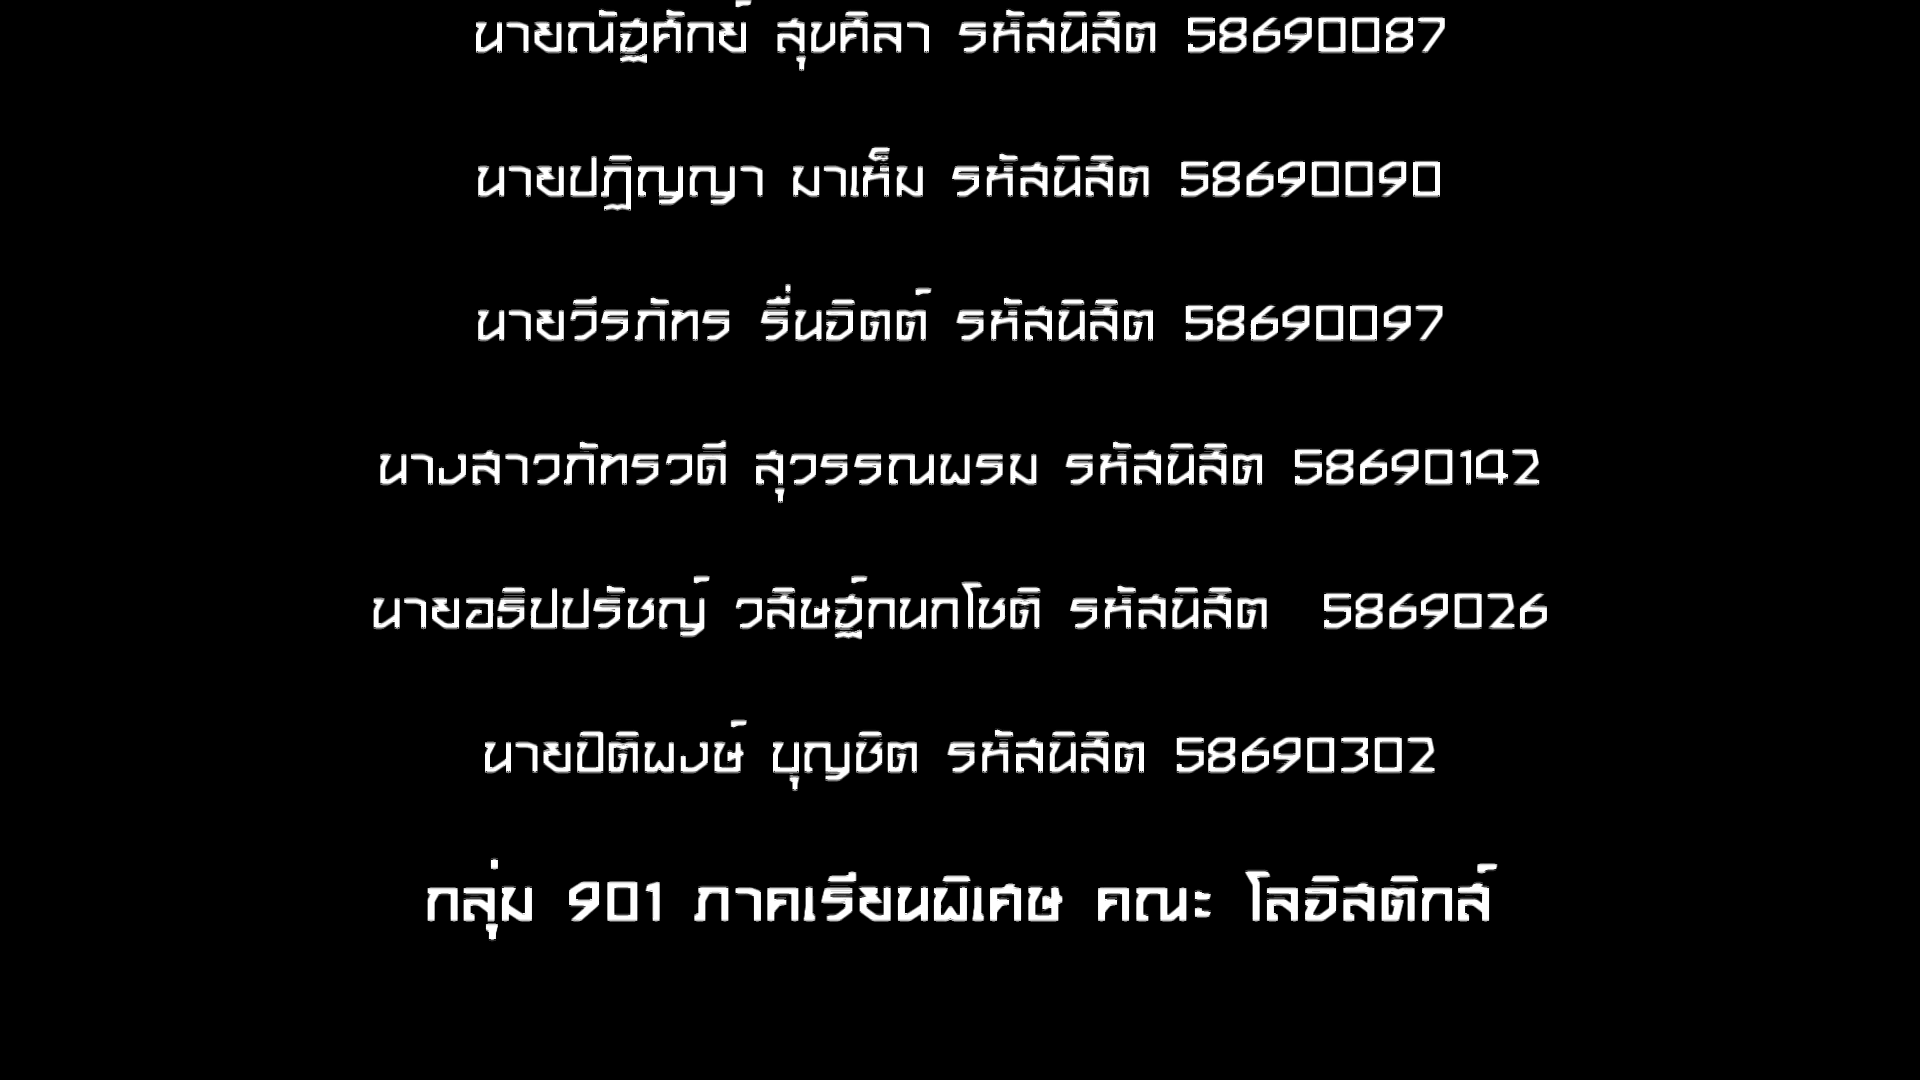 นายณัฐศักย์ สุขศิลา รหัสนิสิต 58690087
นายปฏิญญา มาเห็ม รหัสนิสิต 58690090
นายวีรภัทร รื่นจิตต์ รหัสนิสิต 58690097
นางสาวภัทรวดี สุวรรณพรม รหัสนิสิต 58690142
นายอธิปปรัชญ์ วสิษฐ์กนกโชติ รหัสนิสิต 5869026
นายปิติพงษ์ บุญชิต รหัสนิสิต 58690302
กลุ่ม 901 ภาคเรียนพิเศษ คณะ โลจิสติกส์